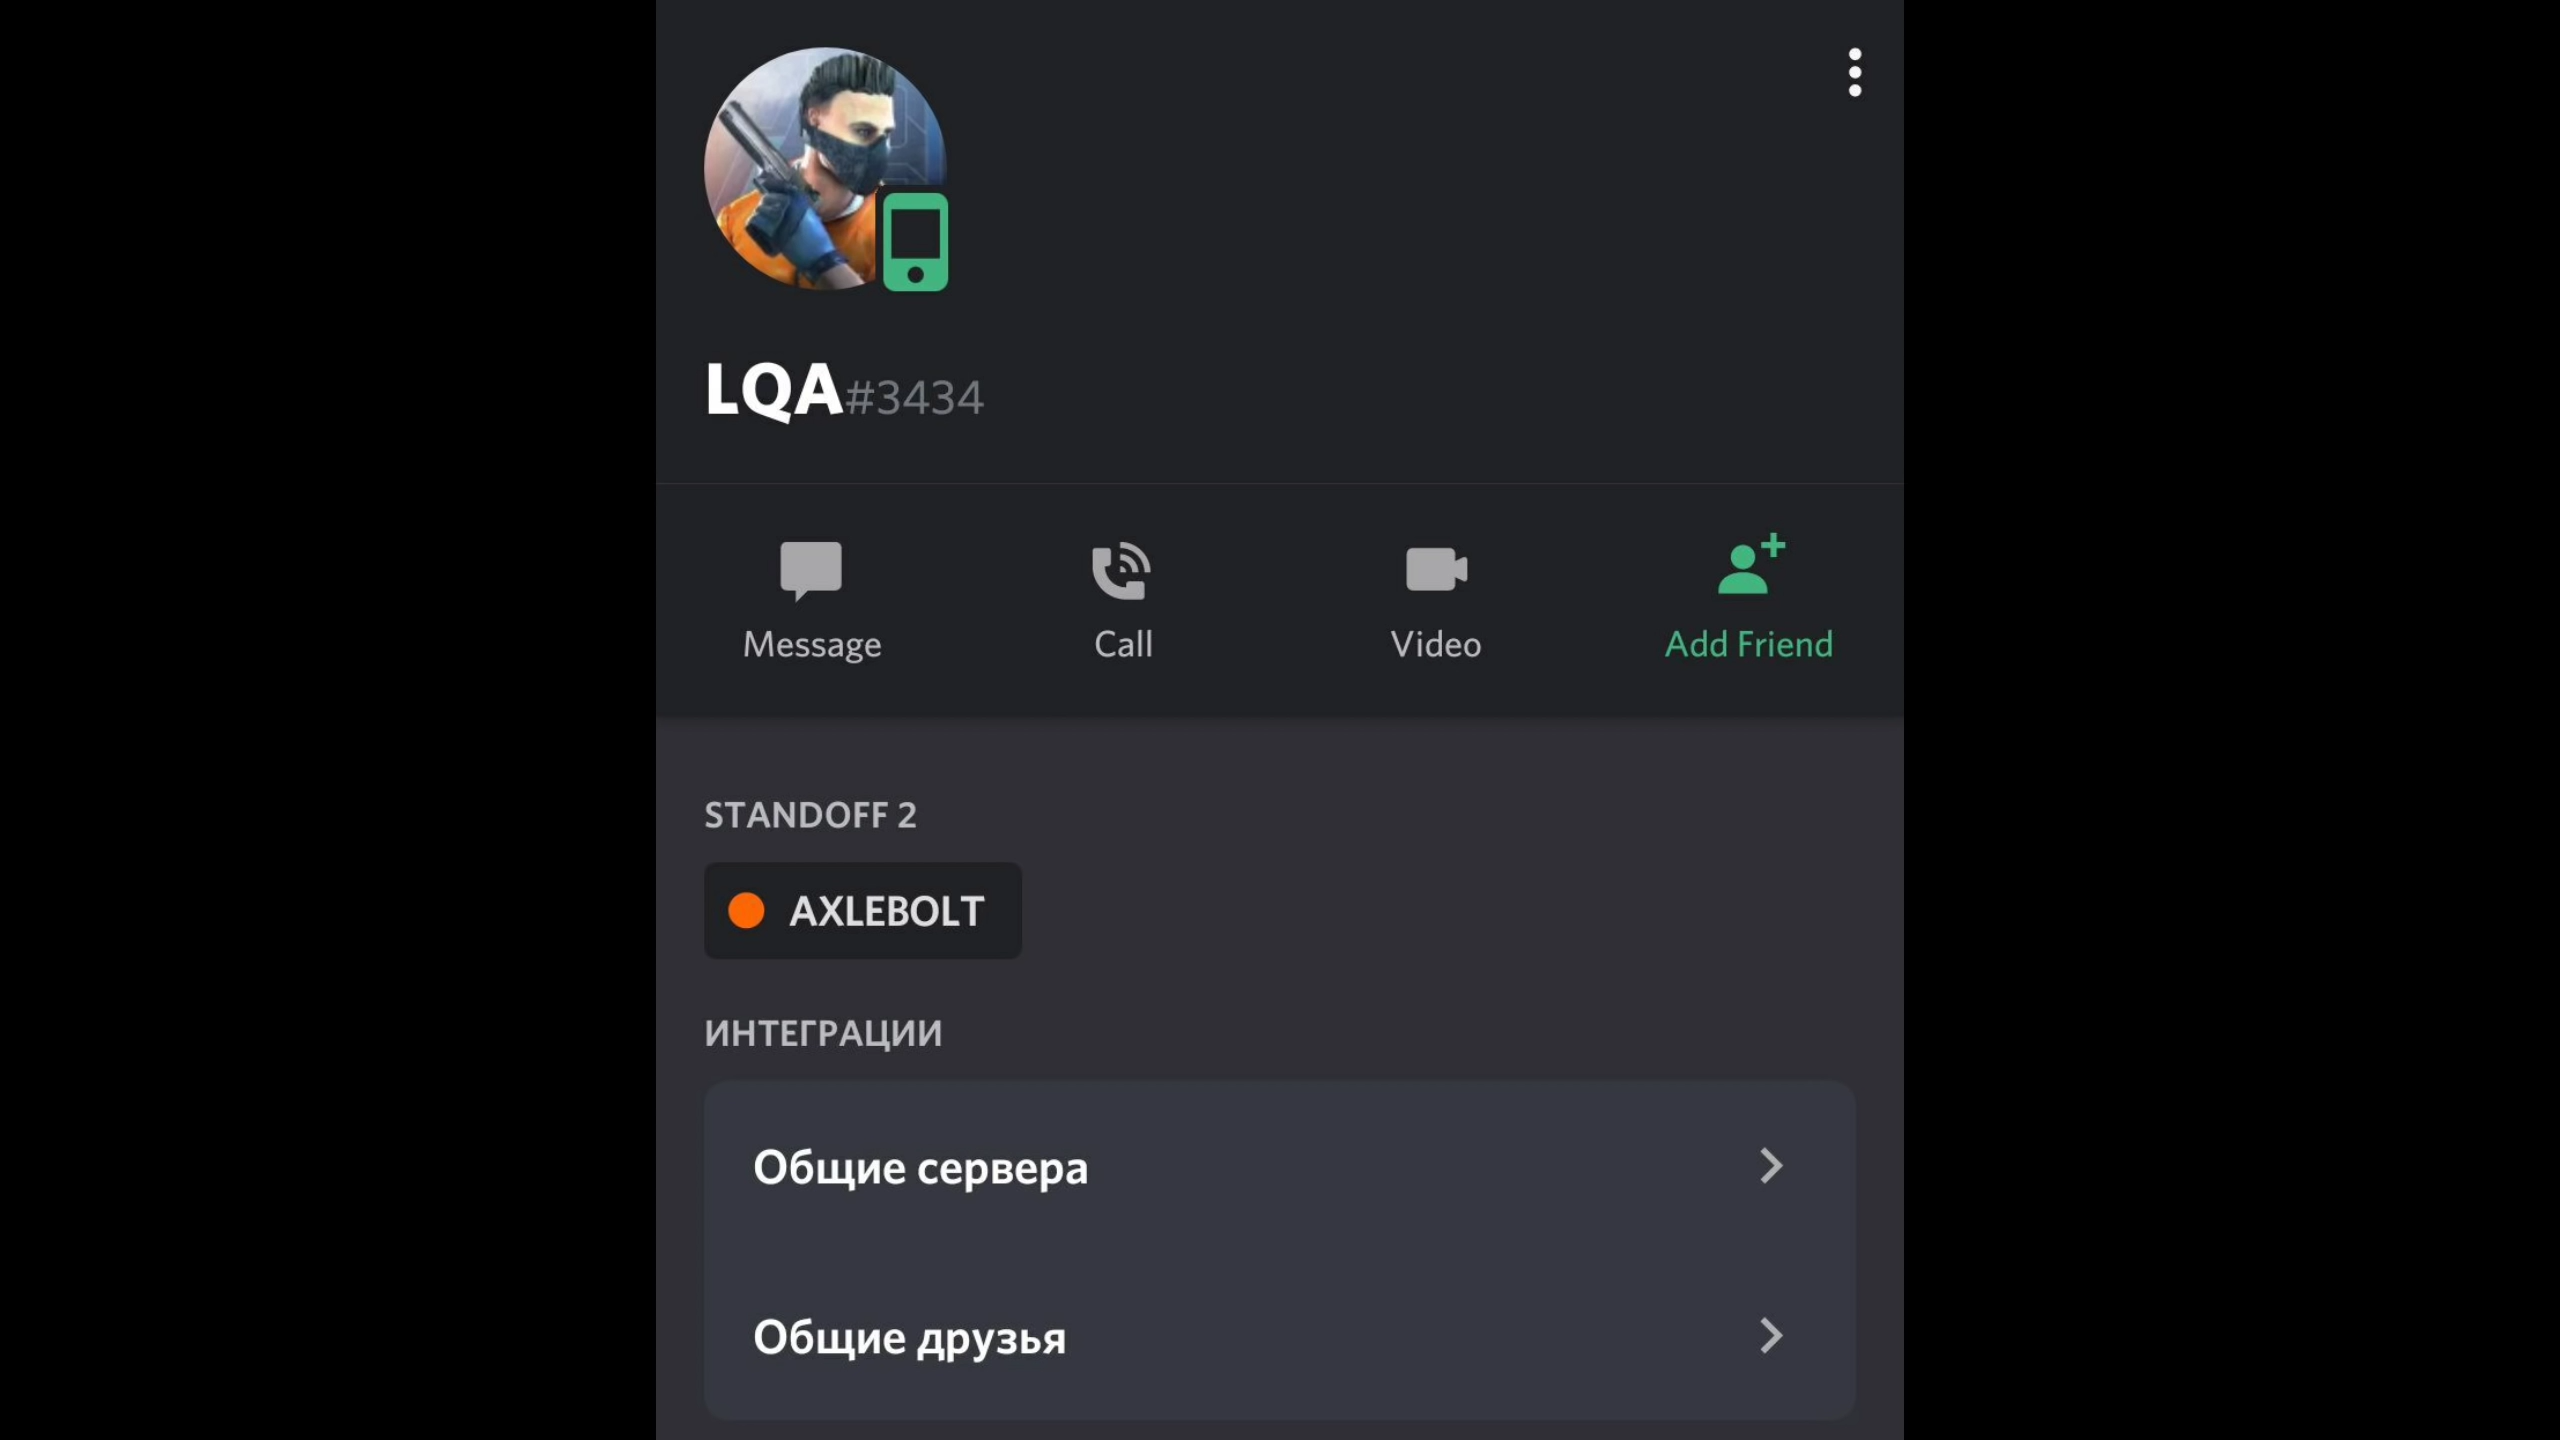 LQA#3434
Message Call Video Add Friend
STANDOFF 2
AXLEBOLT
ИНТЕГРАЦИИ
Общие сервера
Общие друзья